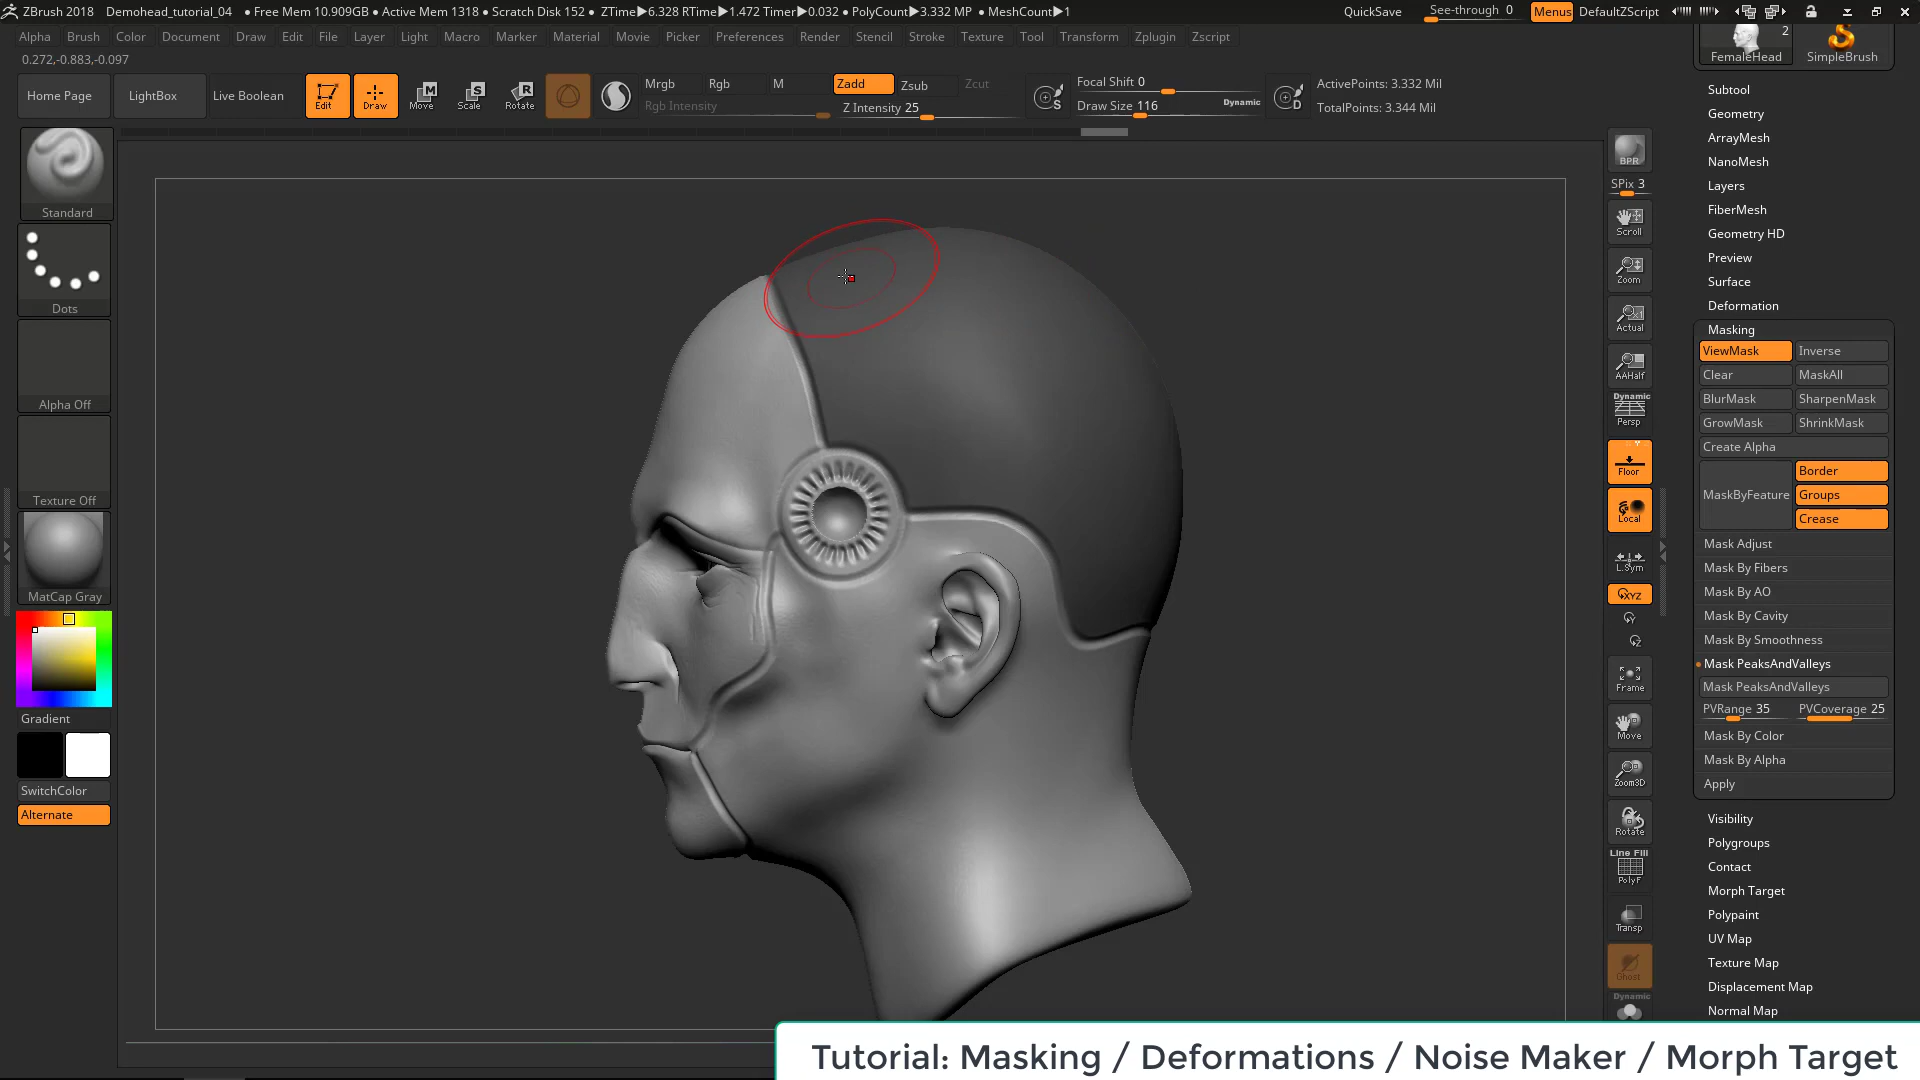 ZBrush 2018 Demohead_tutorial_04 • Free Mem 10.909GB • Active Mem 1318 • Scratch Disk 152 • ZTime▶6.328 RTime▶1.472 Timer▶0.032 • PolyCount▶3.332 MP • MeshCount▶1 QuickSave See-through 0 Menus DefaultZScript
Alpha Brush Color Document Draw Edit File Layer Light Macro Marker Material Movie Picker Preferences Render Stencil Stroke Texture Tool Transform Zplugin Zscript
0.272,-0.883,-0.097
Home Page LightBox Live Boolean Edit Draw Move Scale Rotate
Mrgb Rgb M Zadd Zsub Zcut
Rgb Intensity Z Intensity 25
S Focal Shift 0
Draw Size 116 Dynamic D
ActivePoints: 3.332 Mil
TotalPoints: 3.344 Mil
Standard
Dots
Alpha Off
Texture Off
MatCap Gray
Gradient
SwitchColor
Alternate
BPR
SPix 3
Scroll
Zoom
Actual
AAHalf
Dynamic
Persp
Floor
Local
L.Sym
XYZ
Frame
Move
Zoom3D
Rotate
Line Fill
PolyF
Transp
Ghost
Dynamic
2
FemaleHead SimpleBrush
Subtool
Geometry
ArrayMesh
NanoMesh
Layers
FiberMesh
Geometry HD
Preview
Surface
Deformation
Masking
ViewMask Inverse
Clear MaskAll
BlurMask SharpenMask
GrowMask ShrinkMask
Create Alpha
MaskByFeature Border
Groups
Crease
Mask Adjust
Mask By Fibers
Mask By AO
Mask By Cavity
Mask By Smoothness
Mask PeaksAndValleys
Mask PeaksAndValleys
PVRange 35 PVCoverage 25
Mask By Color
Mask By Alpha
Apply
Visibility
Polygroups
Contact
Morph Target
Polypaint
UV Map
Texture Map
Displacement Map
Normal Map
Tutorial: Masking / Deformations / Noise Maker / Morph Target